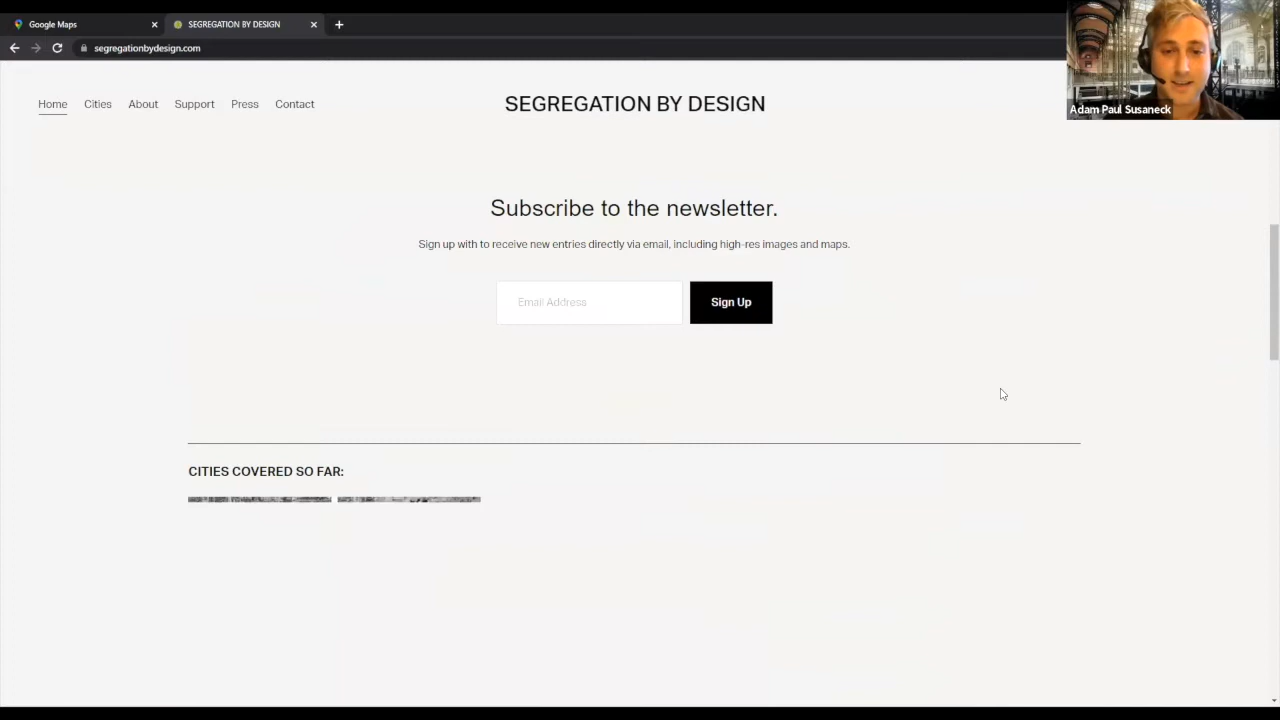 Google Maps
SEGREGATION BY DESIGN
segregationbydesign.com
Adam Paul Susaneck
Home Cities About Support Press Contact
SEGREGATION BY DESIGN
Subscribe to the newsletter.
Sign up with to receive new entries directly via email, including high-res images and maps.
Email Address
Sign Up
CITIES COVERED SO FAR: